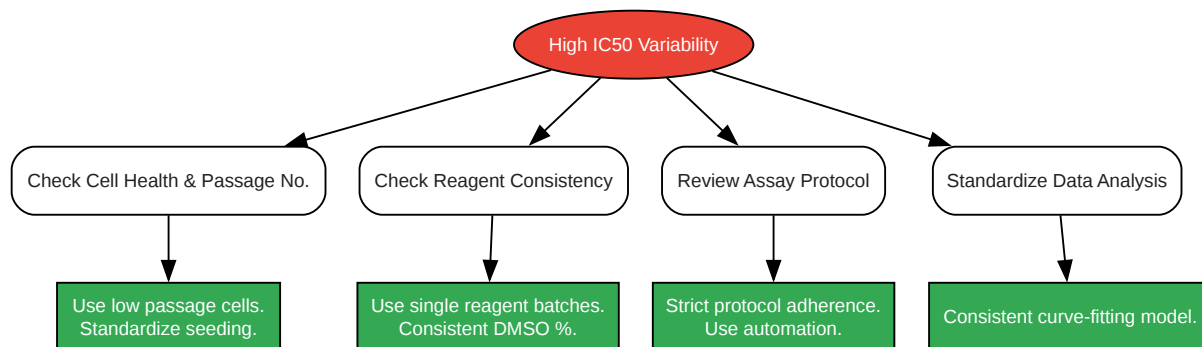 High IC50 Variability
Check Cell Health & Passage No.
Check Reagent Consistency
Review Assay Protocol
Standardize Data Analysis
Use low passage cells.
Standardize seeding.
Use single reagent batches.
Consistent DMSO %.
Strict protocol adherence.
Use automation.
Consistent curve-fitting model.